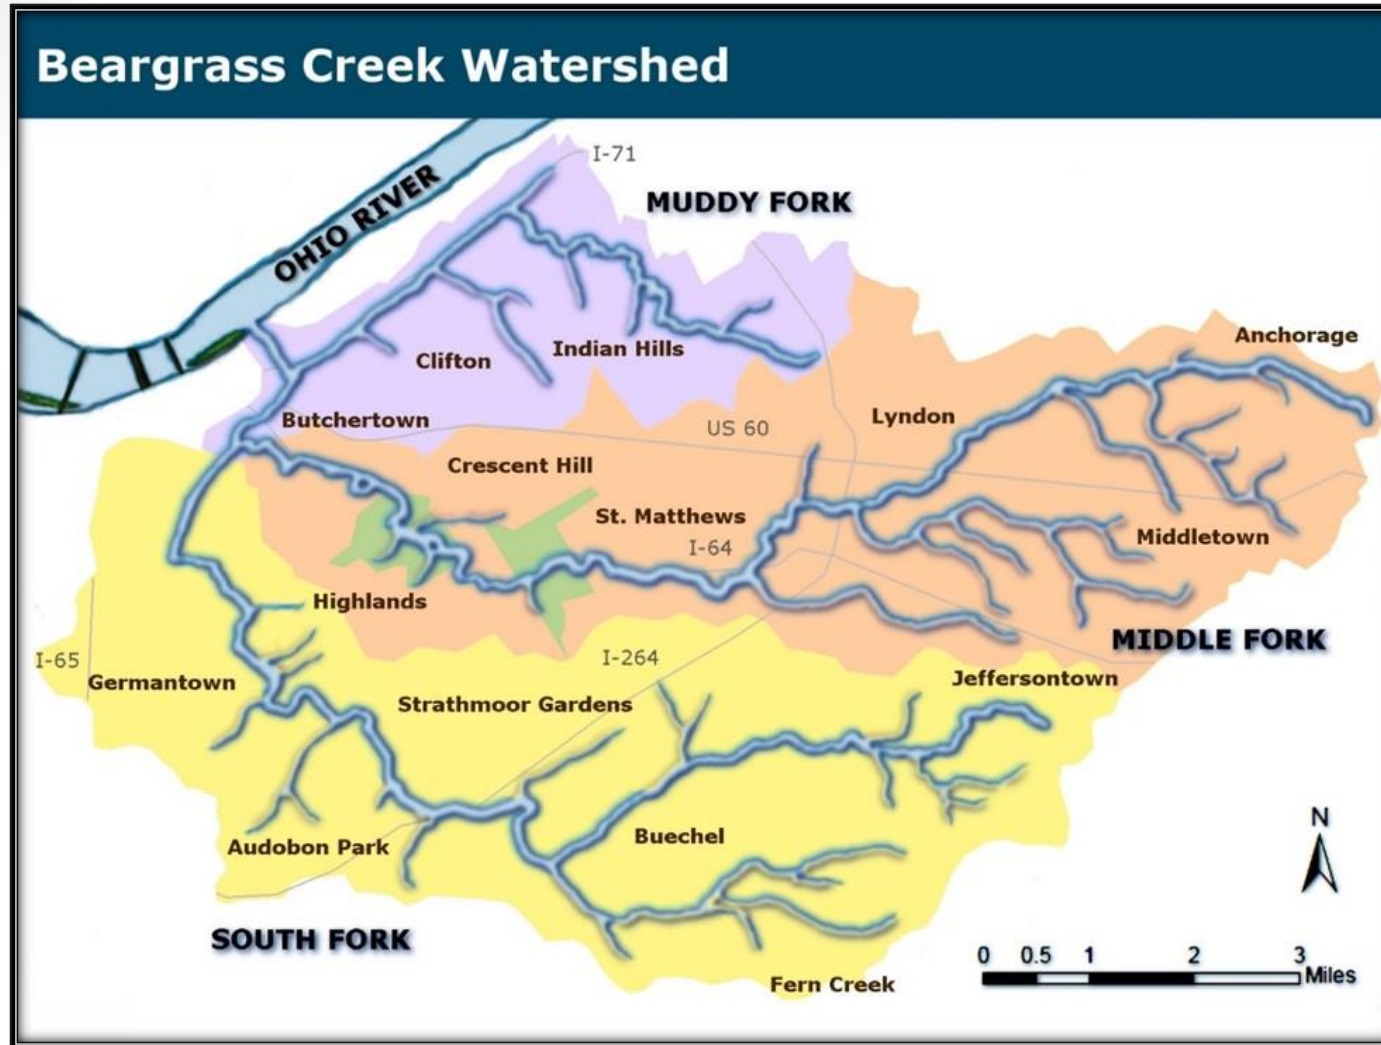 Beargrass Creek Watershed
I-71
MUDDY FORK
OHIO RIVER
Anchorage
Indian Hills
Clifton
Lyndon
Butchertown
US 60
Crescent Hill
St. Matthews
Middletown
I-64
Highlands
MIDDLE FORK
I-65
I-264
Jeffersontown
Germantown
Strathmoor Gardens
N
Buechel
Audobon Park
SOUTH FORK
0 0.5 1 2 3
Miles
Fern Creek